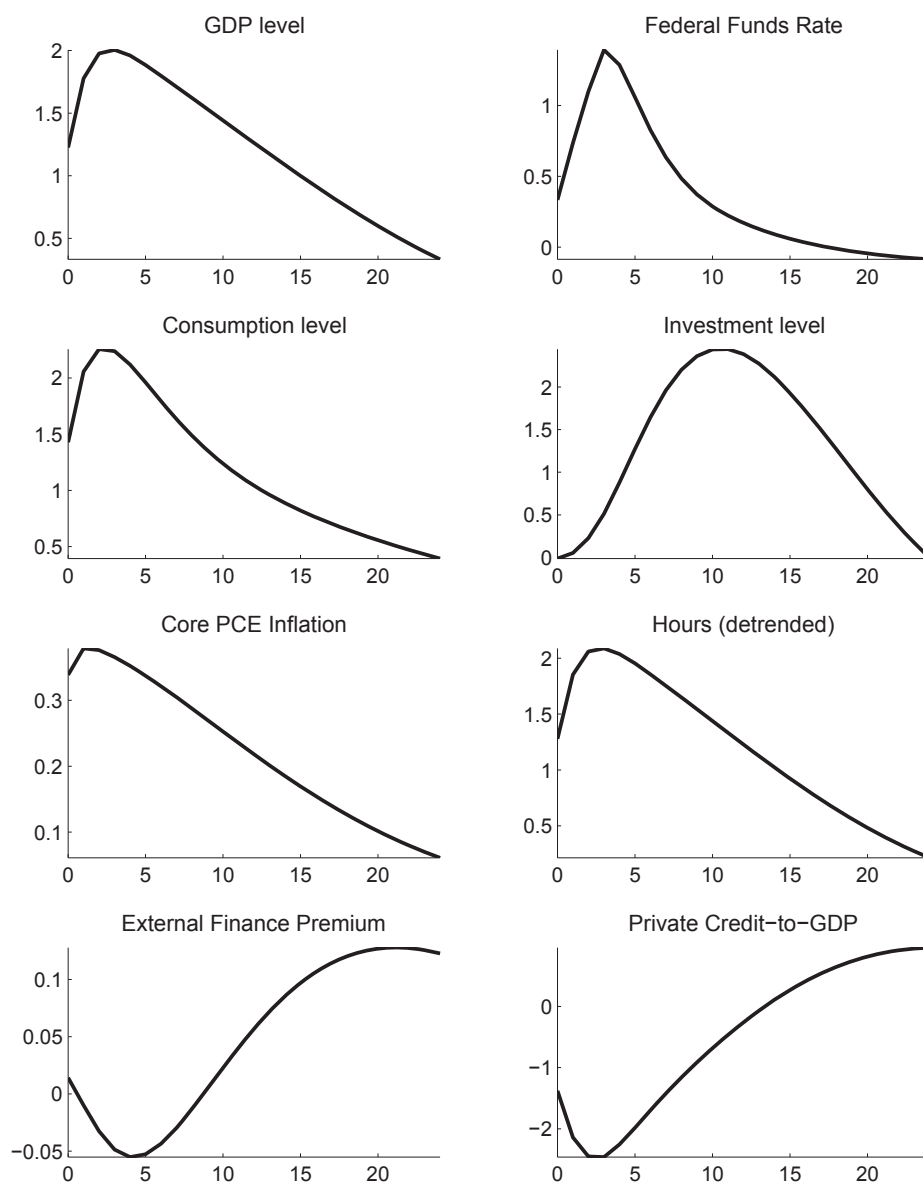 GDP level
2
1.5
1
0.5
0 5 10 15 20
Federal Funds Rate
1
0.5
0
0 5 10 15 20
Consumption level
2
1.5
1
0.5
0 5 10 15 20
Investment level
2
1.5
1
0.5
0
0 5 10 15 20
Core PCE Inflation
0.3
0.2
0.1
0 5 10 15 20
Hours (detrended)
2
1.5
1
0.5
0 5 10 15 20
External Finance Premium
0.1
0.05
0
−0.05
0 5 10 15 20
Private Credit−to−GDP
0
−1
−2
0 5 10 15 20